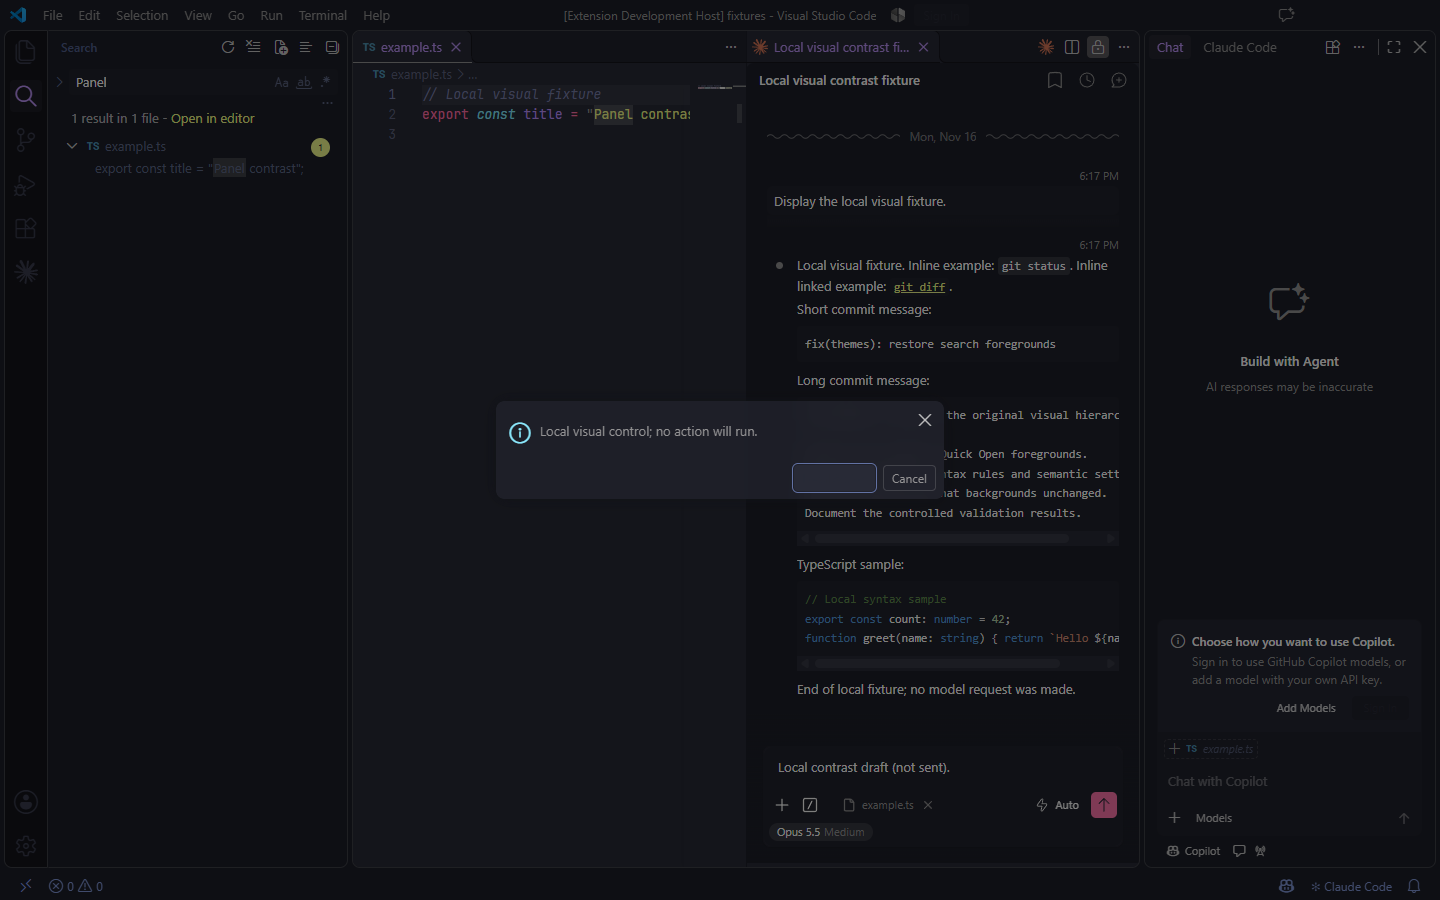 File Edit Selection View Go Run Terminal Help
[Extension Development Host] fixtures - Visual Studio Code
Search
Panel
Aa ab .*
1 result in 1 file - Open in editor
TS example.ts 1
export const title = "Panel contrast";
TS example.ts
TS example.ts > ...
1 // Local visual fixture
2 export const title = "Panel contras
3
Local visual contrast fi...
Local visual contrast fixture
Mon, Nov 16
6:17 PM
Display the local visual fixture.
6:17 PM
Local visual fixture. Inline example: git status. Inline
linked example: git diff.
Short commit message:
fix(themes): restore search foregrounds
Long commit message:
the original visual hierarc
Quick Open foregrounds.
tax rules and semantic sett
at backgrounds unchanged.
Document the controlled validation results.
TypeScript sample:
// Local syntax sample
export const count: number = 42;
function greet(name: string) { return `Hello ${na
End of local fixture; no model request was made.
Local contrast draft (not sent).
example.ts
Auto
Opus 5.5 Medium
Local visual control; no action will run.
Cancel
Chat Claude Code
Build with Agent
AI responses may be inaccurate
Choose how you want to use Copilot.
Sign in to use GitHub Copilot models, or
add a model with your own API key.
Add Models
TS example.ts
Chat with Copilot
Models
Copilot
0 0
Claude Code